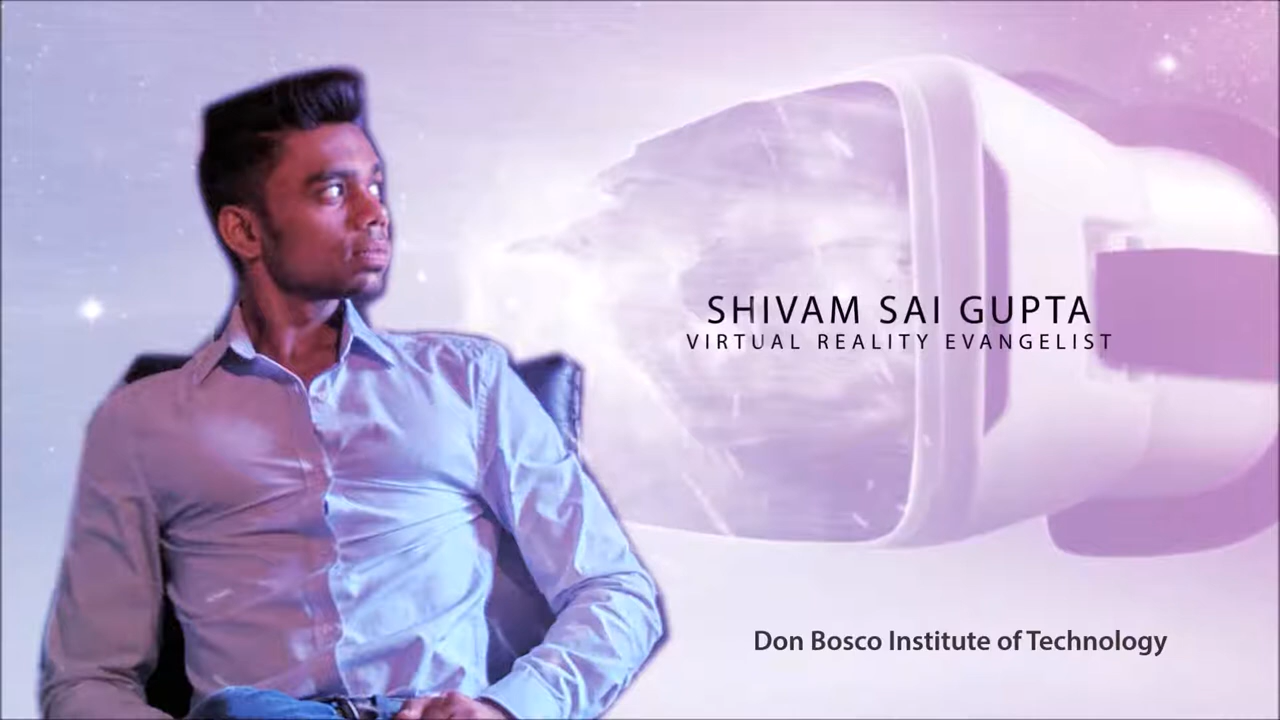 SHIVAM SAI GUPTA
VIRTUAL REALITY EVANGELIST
Don Bosco Institute of Technology